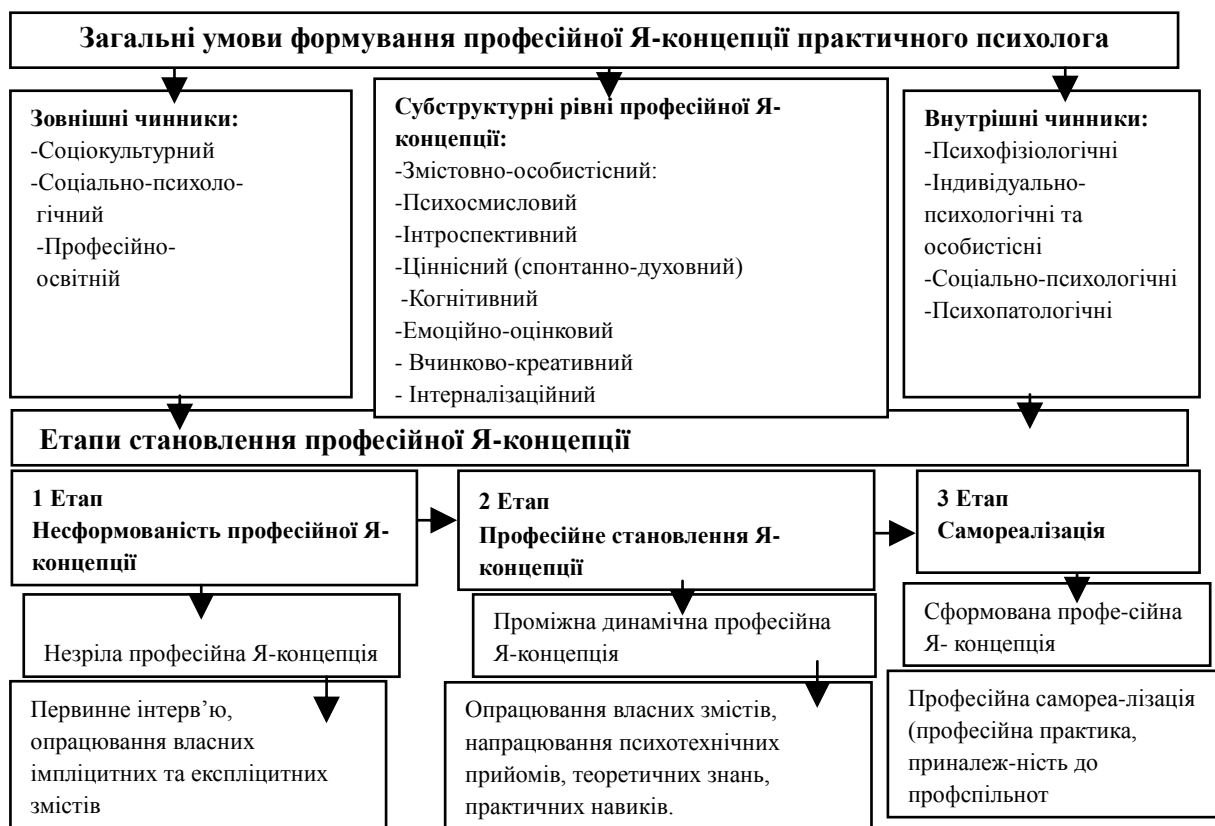 Загальні умови формування професійної Я-концепції практичного психолога
Зовнішні чинники:
-Соціокультурний
-Соціально-психоло-
гічний
-Професійно-
освітній
Субструктурні рівні професійної Я-
концепції:
-Змістовно-особистісний:
-Психосмисловий
-Інтроспективний
-Ціннісний (спонтанно-духовний)
-Когнітивний
-Емоційно-оцінковий
- Вчинково-креативний
- Інтерналізаційний
Внутрішні чинники:
-Психофізіологічні
-Індивідуально-
психологічні та
особистісні
-Соціально-психологічні
-Психопатологічні
Етапи становлення професійної Я-концепції
1 Етап
Несформованість професійної Я-
концепції
2 Етап
Професійне становлення Я-
концепції
3 Етап
Самореалізація
Незріла професійна Я-концепція
Проміжна динамічна професійна
Я-концепція
Сформована профе-сійна
Я- концепція
Первинне інтерв’ю,
опрацювання власних
імпліцитних та експліцитних
змістів
Опрацювання власних змістів,
напрацювання психотехнічних
прийомів, теоретичних знань,
практичних навиків.
Професійна самореа-лізація
(професійна практика,
приналеж-ність до
профспільнот